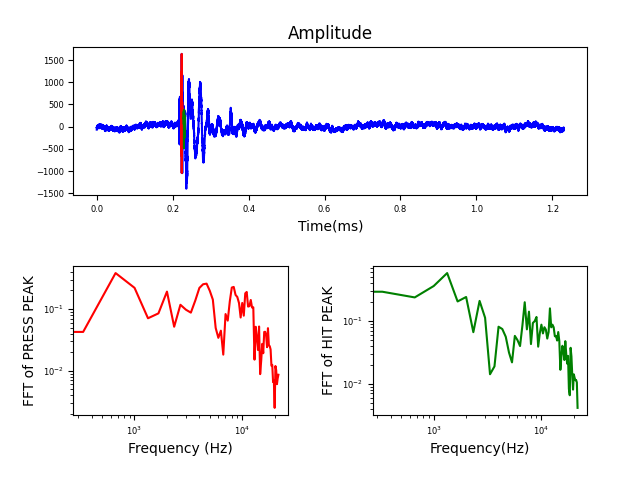 Amplitude
1500
1000
500
0
−500
−1000
−1500
0.0 0.2 0.4 0.6 0.8 1.0 1.2
Time(ms)
FFT of PRESS PEAK
10⁻¹
10⁻²
10³ 10⁴
Frequency (Hz)
FFT of HIT PEAK
10⁻¹
10⁻²
10³ 10⁴
Frequency(Hz)